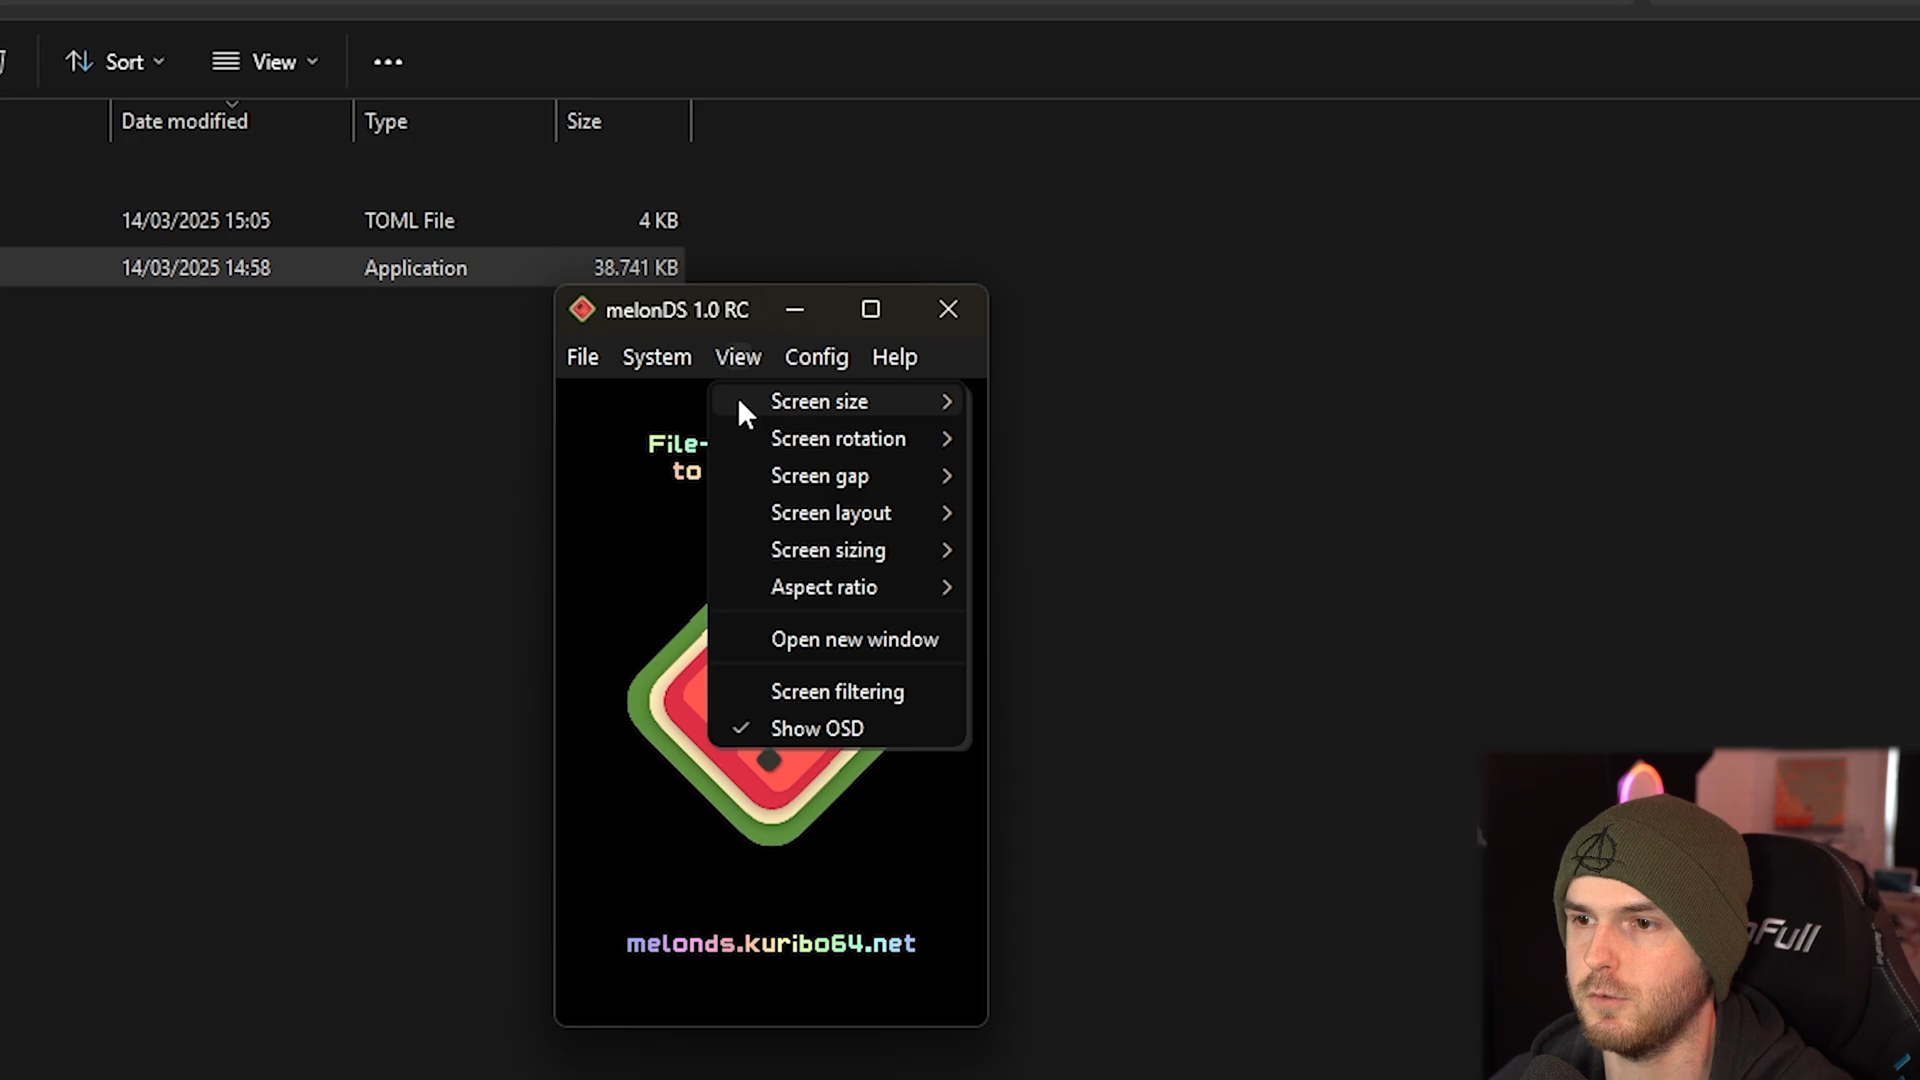 Sort
View
Date modified
Type
Size
14/03/2025 15:05
TOML File
4 KB
14/03/2025 14:58
Application
38.741 KB
melonDS 1.0 RC
File
System
View
Config
Help
Screen size
Screen rotation
Screen gap
Screen layout
Screen sizing
Aspect ratio
Open new window
Screen filtering
Show OSD
File-
to
melonds.kuribo64.net
Full